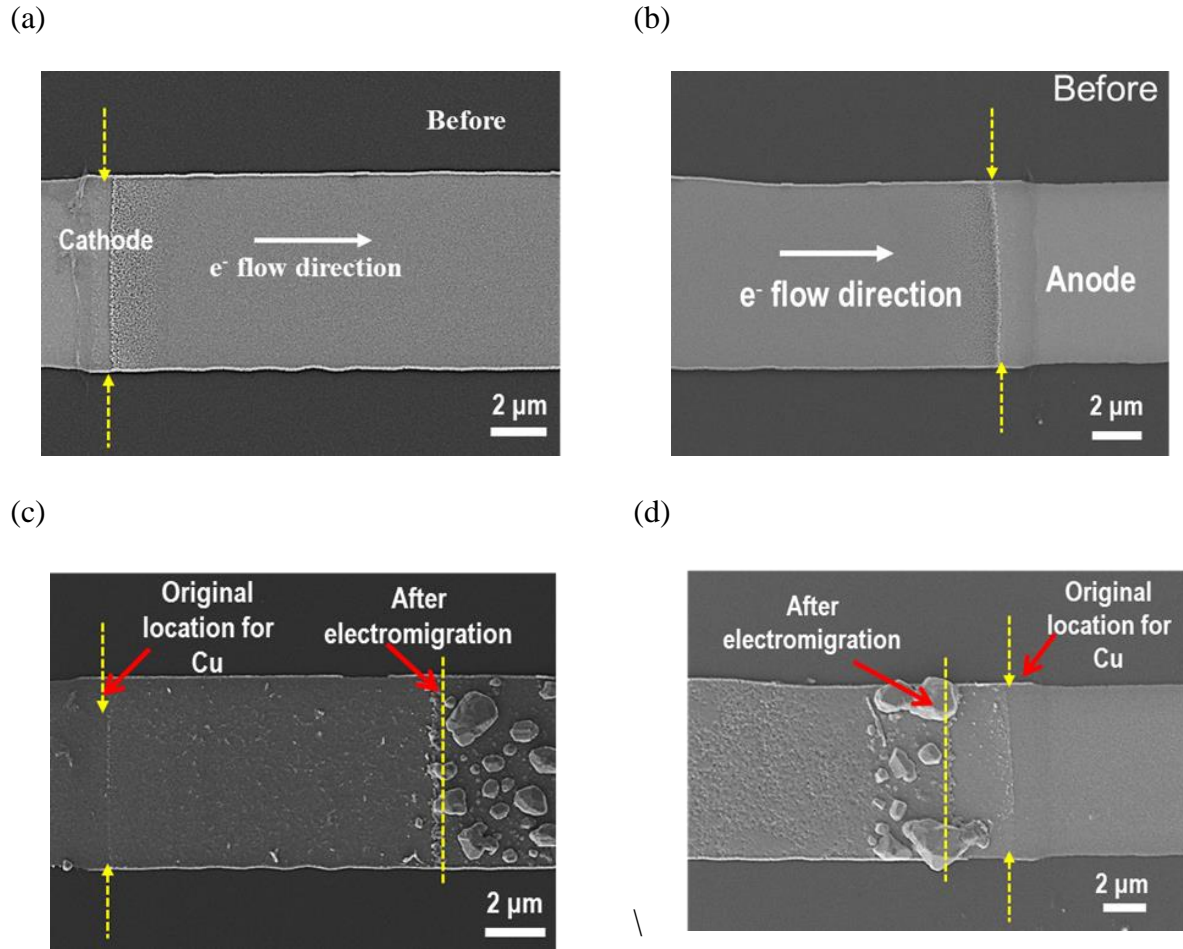 (a)
(b)
Before
Cathode
e- flow direction
2 µm
Before
e- flow direction
Anode
2 µm
(c)
(d)
Original
location for
Cu
After
electromigration
2 µm
After
electromigration
Original
location for
Cu
2 µm
\